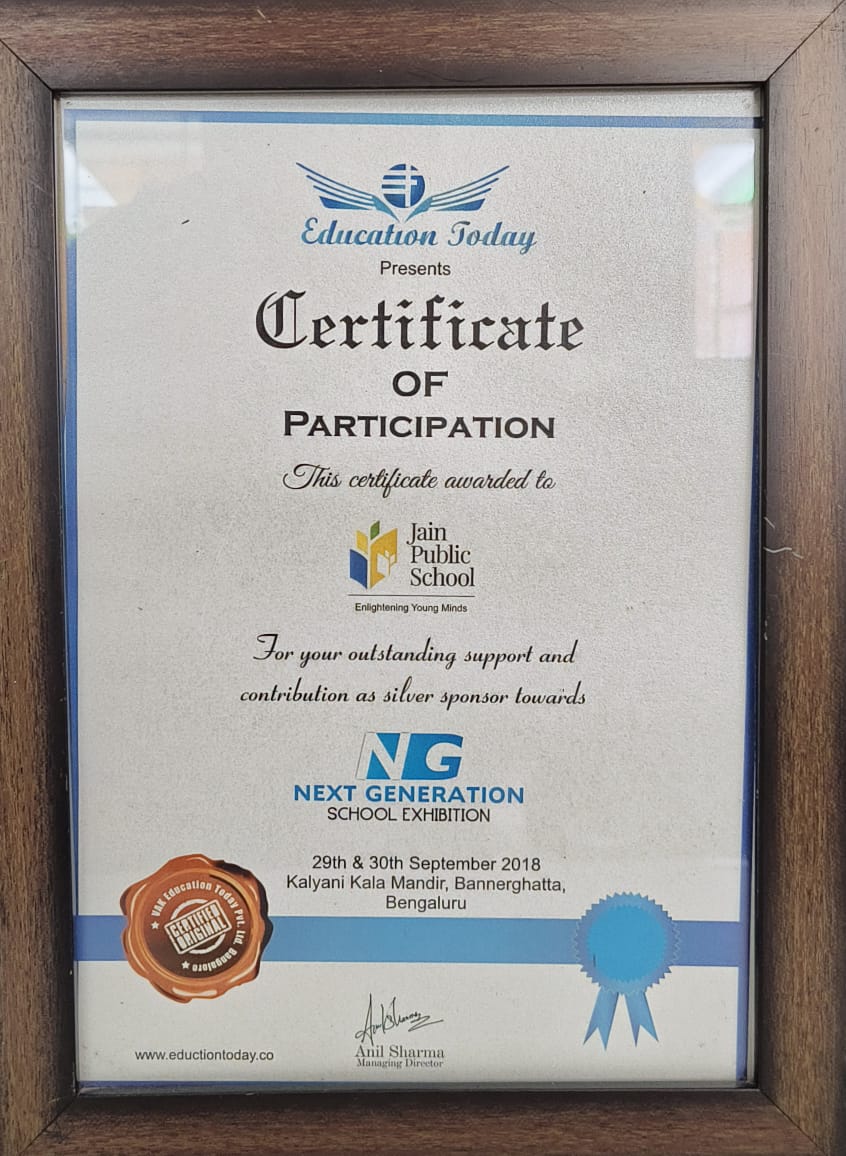 Education Today
Presents
Certificate
OF
PARTICIPATION
This certificate awarded to
Jain
Public
School
Enlightening Young Minds
For your outstanding support and
contribution as silver sponsor towards
NG
NEXT GENERATION
SCHOOL EXHIBITION
29th & 30th September 2018
Kalyani Kala Mandir, Bannerghatta,
Bengaluru
VAK Education Today Pvt. Ltd. Bangalore
CERTIFIED
ORIGINAL
Anil Sharma
Anil Sharma
Managing Director
www.eductiontoday.co